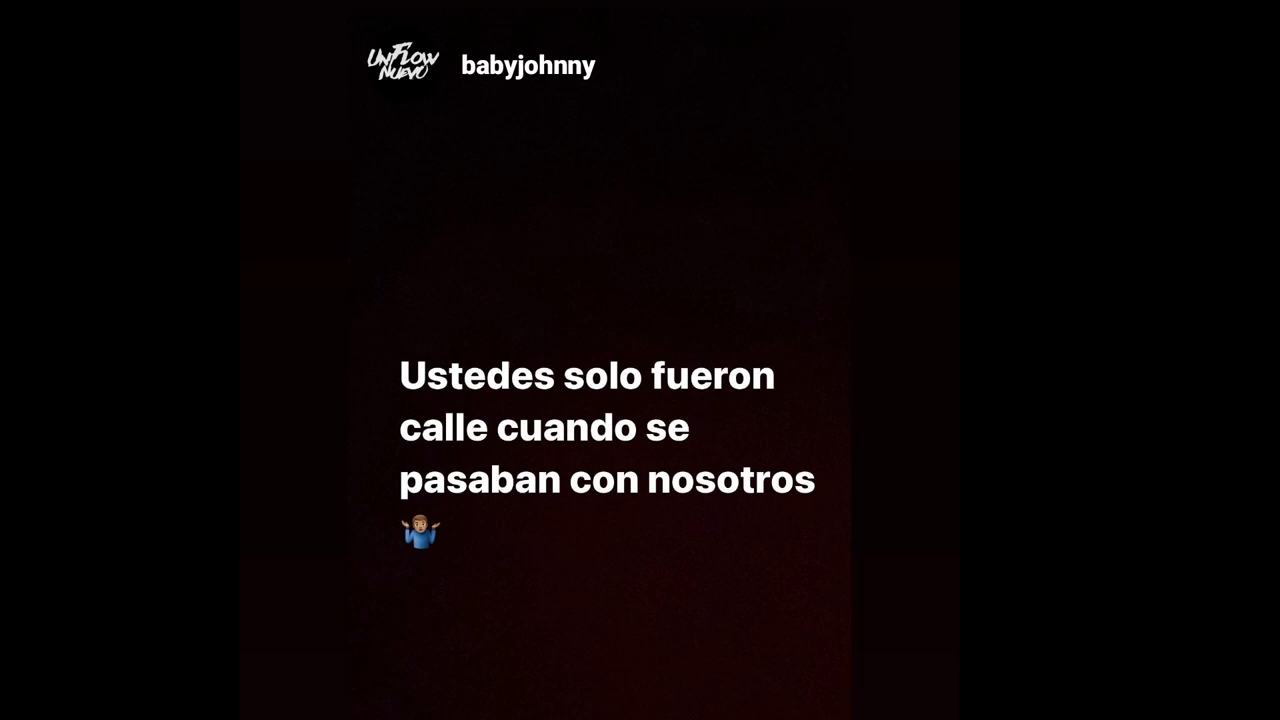 UnFlow
Nuevo
babyjohnny
Ustedes solo fueron
calle cuando se
pasaban con nosotros
🤷🏽‍♂️